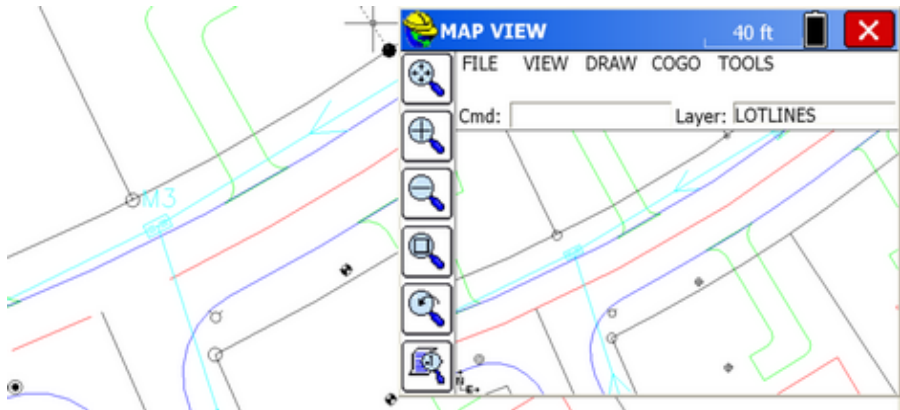 MAP VIEW
40 ft
FILE VIEW DRAW COGO TOOLS
Cmd:
Layer: LOTLINES
M3
N
E